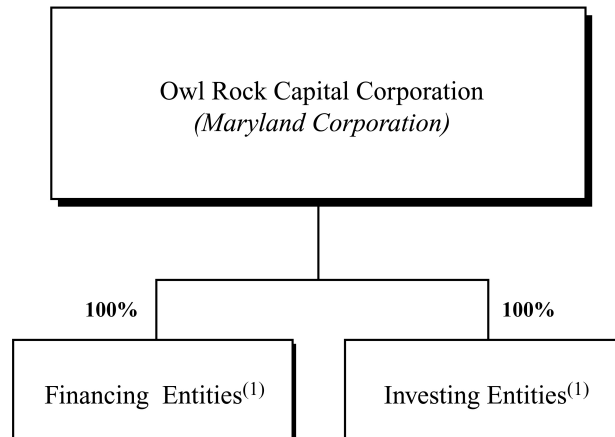 Owl Rock Capital Corporation
(Maryland Corporation)
100%
100%
Financing Entities(1)
Investing Entities(1)